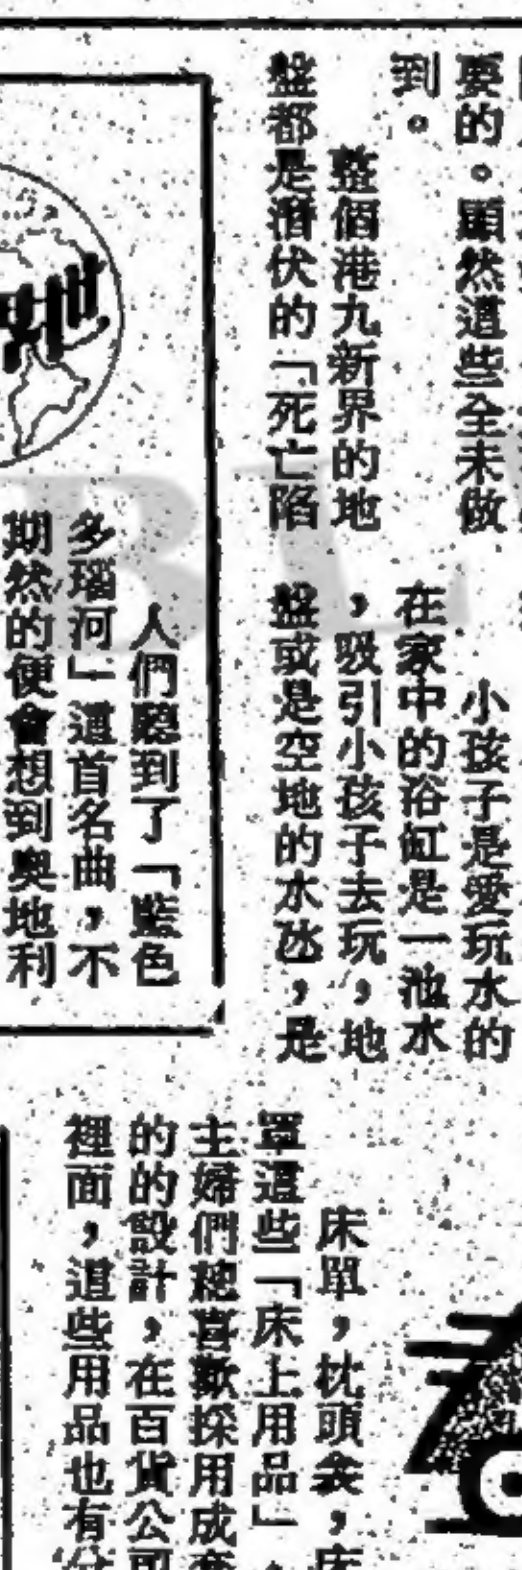 要的。顯然這些全未做
到。
整個港九新界的地
盤都是潛伏的「死亡陷
小孩子是愛玩水的
在家中的浴缸是一池水
，吸引小孩子去玩，地
盤或是空地的水氹，是
地
人們聽到了「藍色
多瑙河」這首名曲，不
期然的便會想到奧地利
床單，枕頭袋，床
罩這些「床上用品」，
主婦們總喜歡採用成套
的的設計，在百貨公司
裡面，這些用品也有分